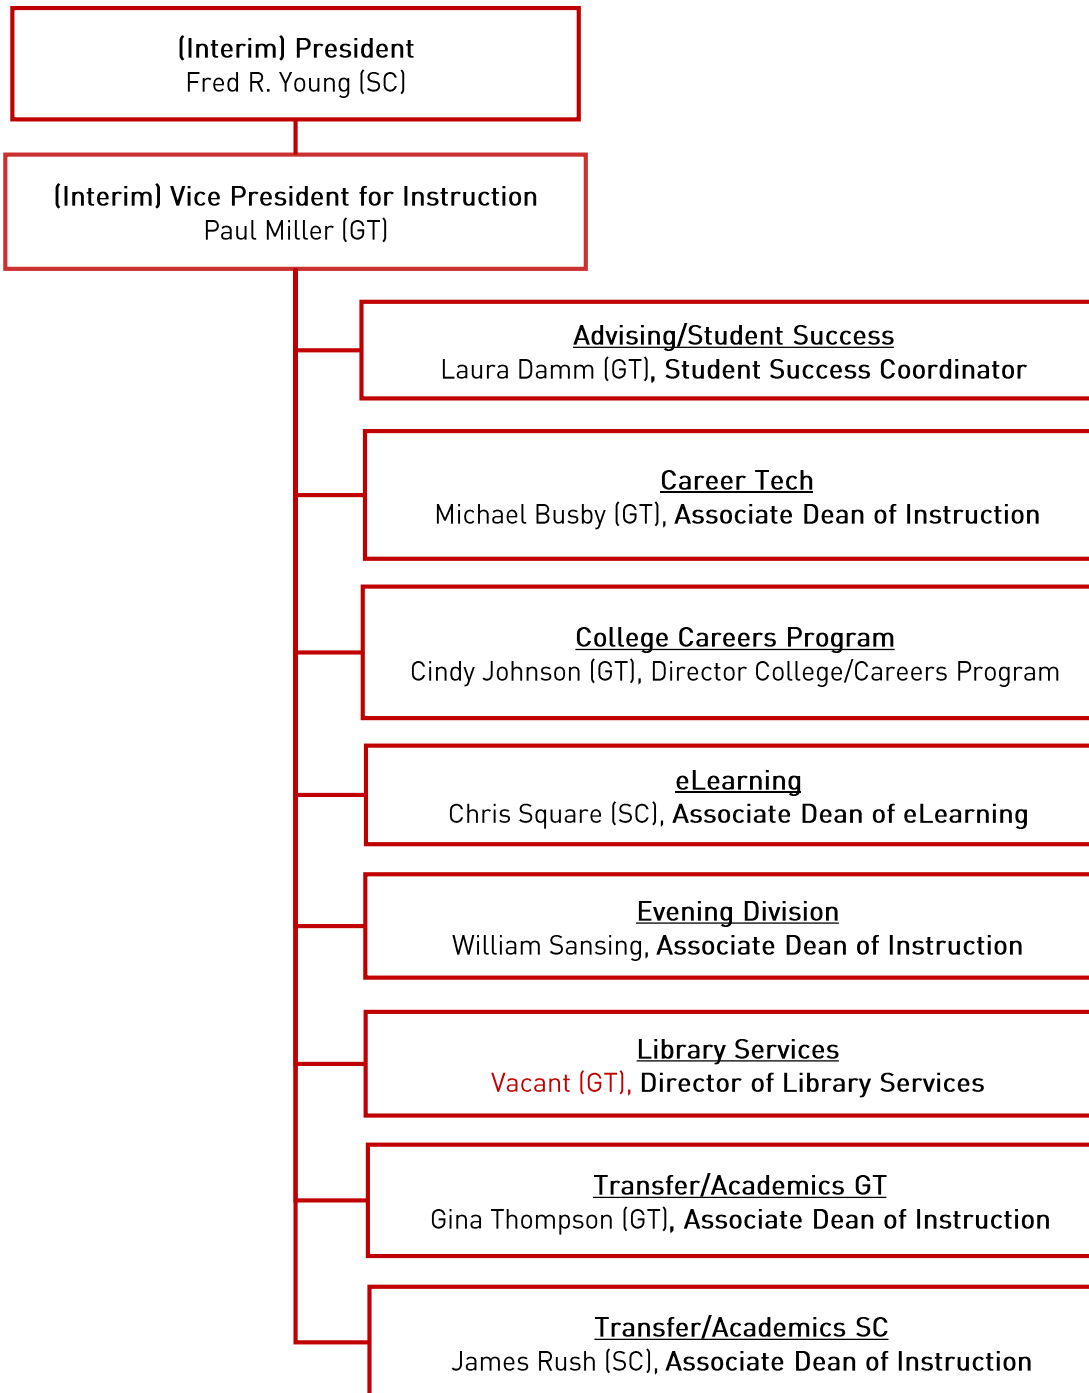 (Interim) President
Fred R. Young (SC)
(Interim) Vice President for Instruction
Paul Miller (GT)
Advising/Student Success
Laura Damm (GT), Student Success Coordinator
Career Tech
Michael Busby (GT), Associate Dean of Instruction
College Careers Program
Cindy Johnson (GT), Director College/Careers Program
eLearning
Chris Square (SC), Associate Dean of eLearning
Evening Division
William Sansing, Associate Dean of Instruction
Library Services
Vacant (GT), Director of Library Services
Transfer/Academics GT
Gina Thompson (GT), Associate Dean of Instruction
Transfer/Academics SC
James Rush (SC), Associate Dean of Instruction